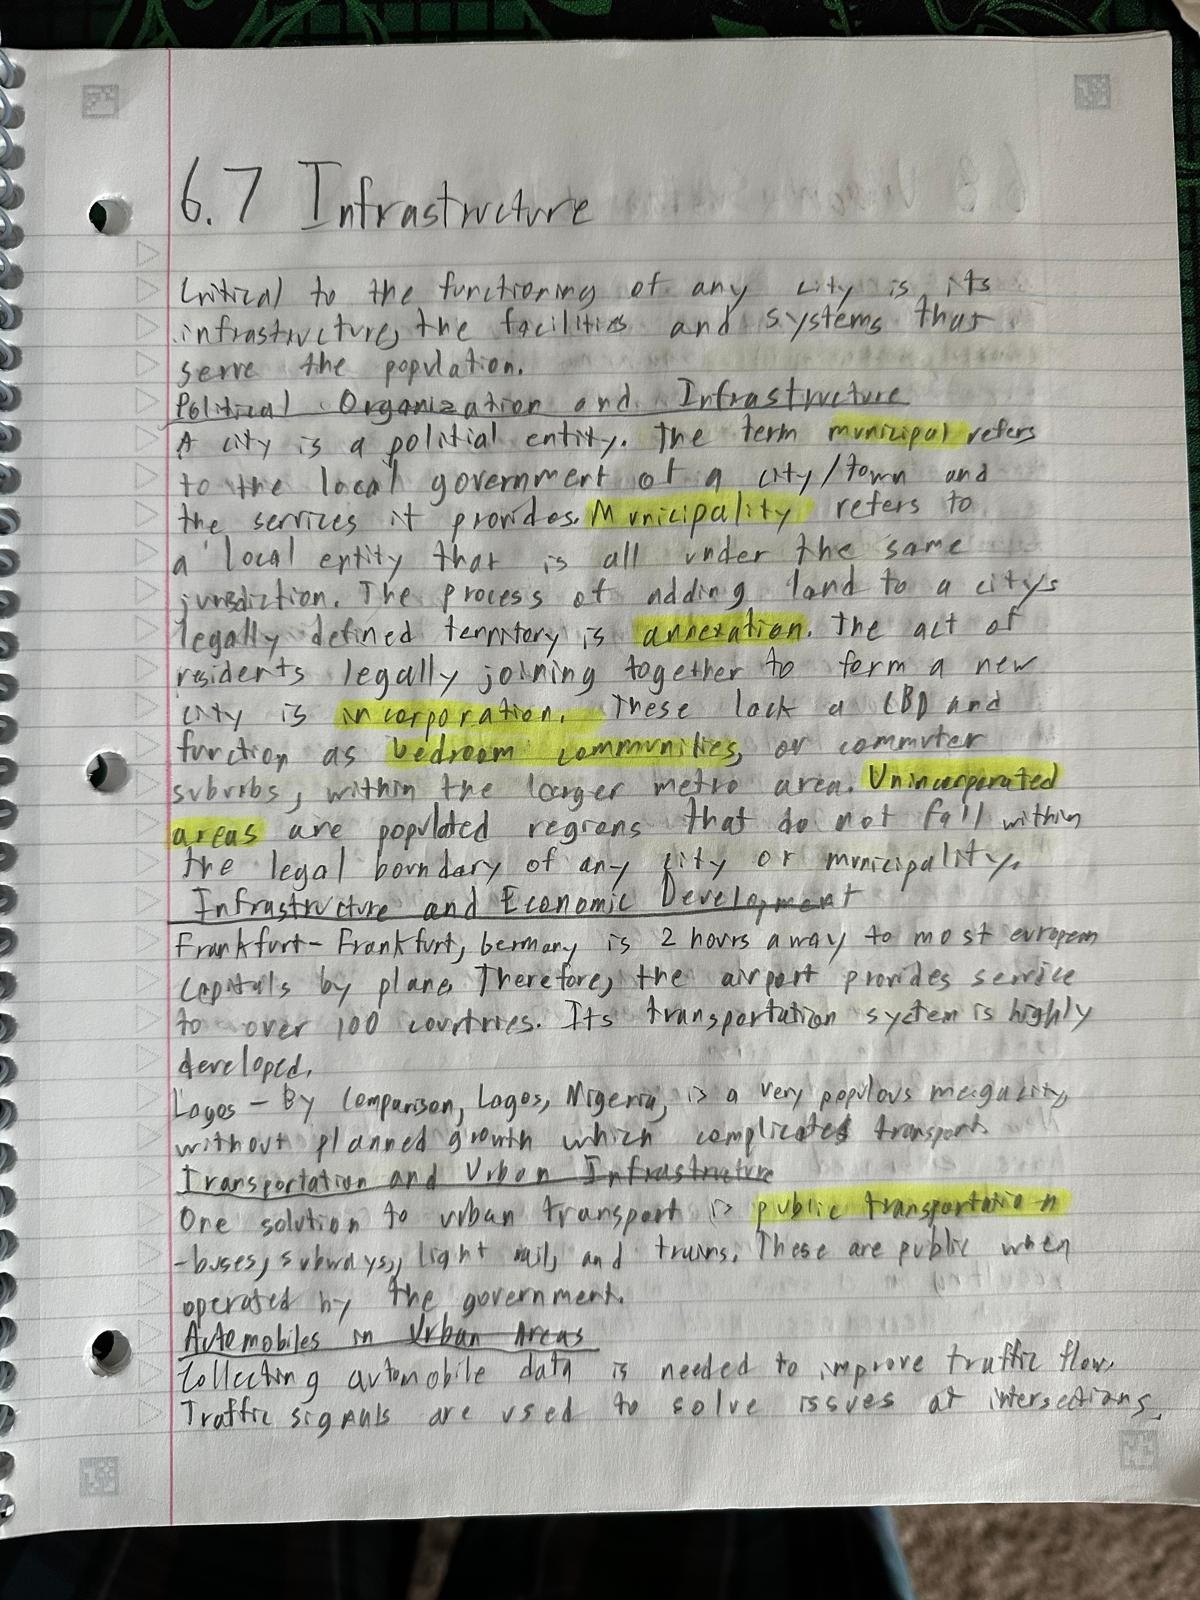 6.7 Infrastructure
Critical to the functioning of any city is its
infrastructure, the facilities and systems that
serve the population.
Political Organization and Infrastructure
A city is a politial entity. The term municipal refers
to the local government of a city/town and
the services it provides. Municipality refers to
a local entity that is all under the same
jurisdiction. The process of adding land to a citys
legally defined territory is annexation. The act of
residents legally joining together to form a new
city is incorporation. These lack a CBD and
function as bedroom communities, or commuter
suburbs, within the larger metro area. Unincorporated
areas are populated regions that do not fall within
the legal boundary of any city or municipality.
Infrastructure and Economic Development
Frankfurt- Frankfurt, Germany is 2 hours away to most european
capitals by plane. Therefore, the airport provides service
to over 100 countries. Its transportation system is highly
developed.
Lagos - By comparison, Lagos, Nigeria, is a very populous megacity,
without planned growth which complicates transport.
Transportation and Urban Infrastructure
One solution to urban transport is public transportation
-buses, subways, light rail, and trains. These are public when
operated by the government.
Automobiles in Urban Areas
Collecting automobile data is needed to improve traffic flow.
Traffic signals are used to solve issues at intersections.